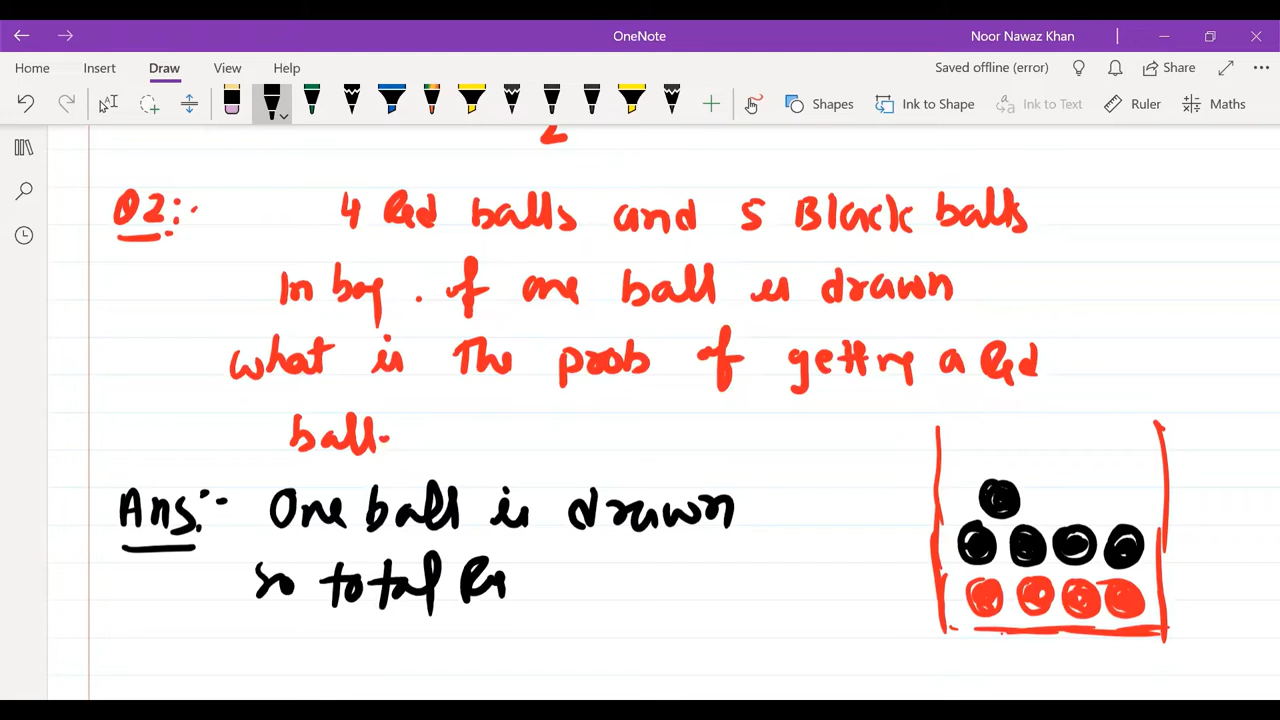 OneNote
Noor Nawaz Khan
Home Insert Draw View Help
Saved offline (error) Share
Shapes Ink to Shape Ink to Text Ruler Maths
2
Q2:- 4 Red balls and 5 Black balls
In bag. If one ball is drawn
what is the prob of getting a Red
ball.
Ans:- One ball is drawn
so total